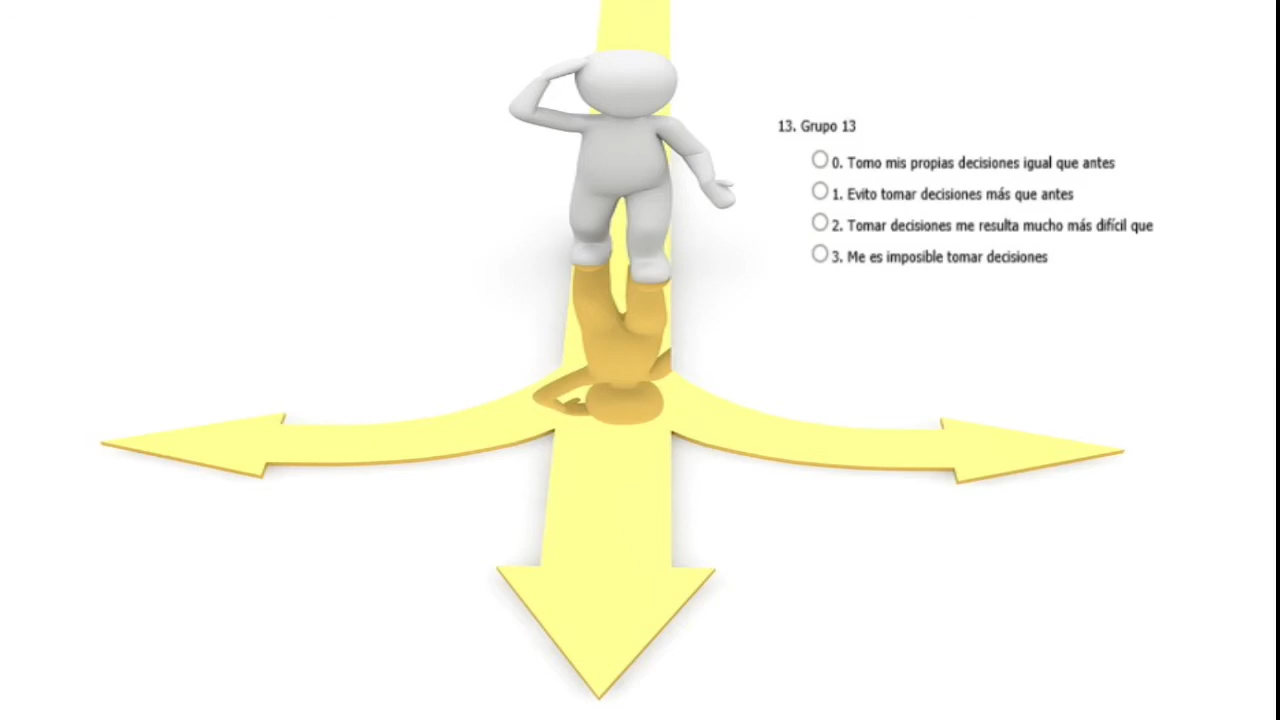 13. Grupo 13
0. Tomo mis propias decisiones igual que antes
1. Evito tomar decisiones más que antes
2. Tomar decisiones me resulta mucho más difícil que
3. Me es imposible tomar decisiones